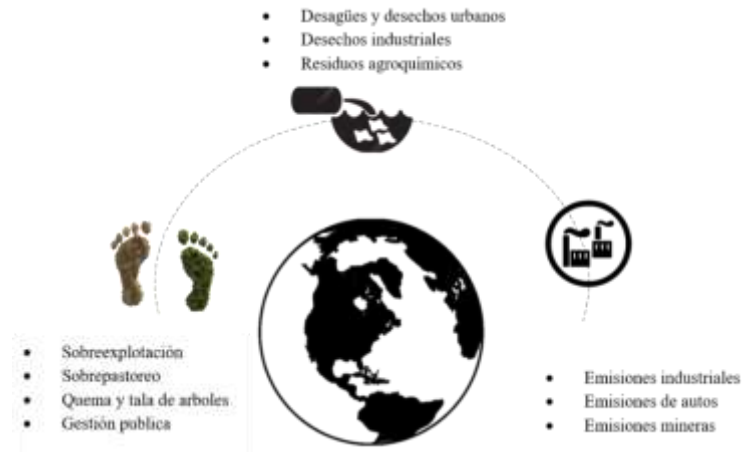 • Desagües y desechos urbanos
• Desechos industriales
• Residuos agroquímicos
• Sobreexplotación
• Sobrepastoreo
• Quema y tala de arboles
• Gestión publica
• Emisiones industriales
• Emisiones de autos
• Emisiones mineras